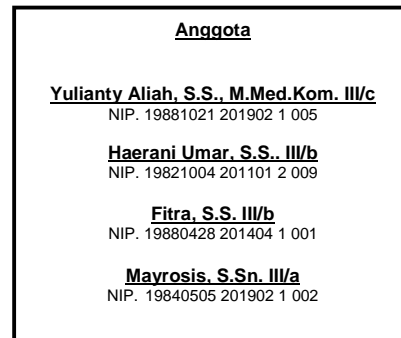 Anggota
Yulianty Aliah, S.S., M.Med.Kom. III/c
NIP. 19881021 201902 1 005
Haerani Umar, S.S.. III/b
NIP. 19821004 201101 2 009
Fitra, S.S. III/b
NIP. 19880428 201404 1 001
Mayrosis, S.Sn. III/a
NIP. 19840505 201902 1 002